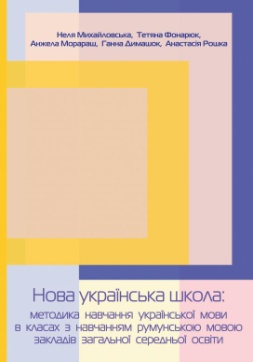 Неля Михайловська, Тетяна Фонарюк,
Анжела Морараш, Ганна Димашок, Анастасія Рошка
Нова українська школа:
методика навчання української мови
в класах з навчанням румунською мовою
закладів загальної середньої освіти